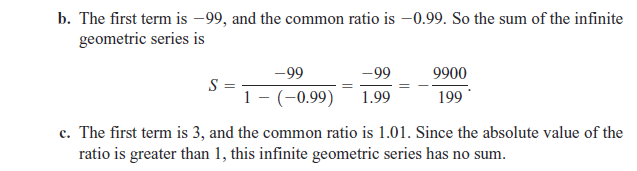 b. The first term is −99, and the common ratio is −0.99. So the sum of the infinite
geometric series is
S = −99 / (1 − (−0.99)) = −99 / 1.99 = − 9900 / 199.
c. The first term is 3, and the common ratio is 1.01. Since the absolute value of the
ratio is greater than 1, this infinite geometric series has no sum.